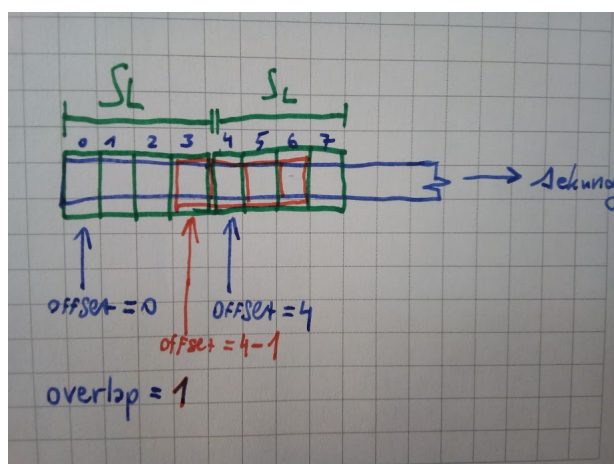 SL SL
0 1 2 3 4 5 6 7
offset = 0 offset = 4
offset = 4-1
overlap = 1